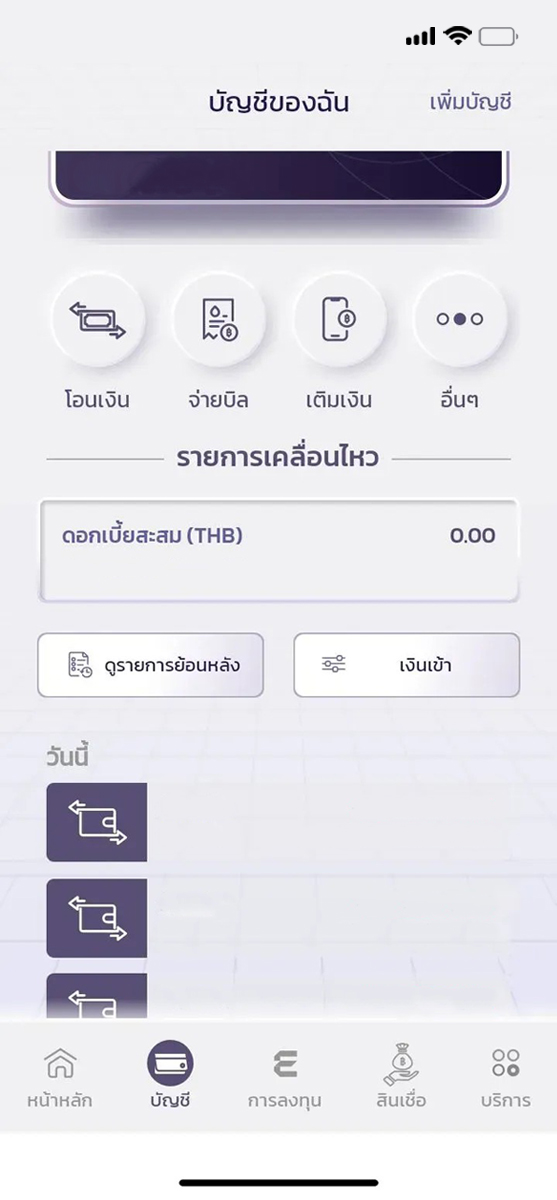 บัญชีของฉัน เพิ่มบัญชี
โอนเงิน จ่ายบิล เติมเงิน อื่นๆ
รายการเคลื่อนไหว
ดอกเบี้ยสะสม (THB) 0.00
ดูรายการย้อนหลัง เงินเข้า
วันนี้
หน้าหลัก บัญชี การลงทุน สินเชื่อ บริการ